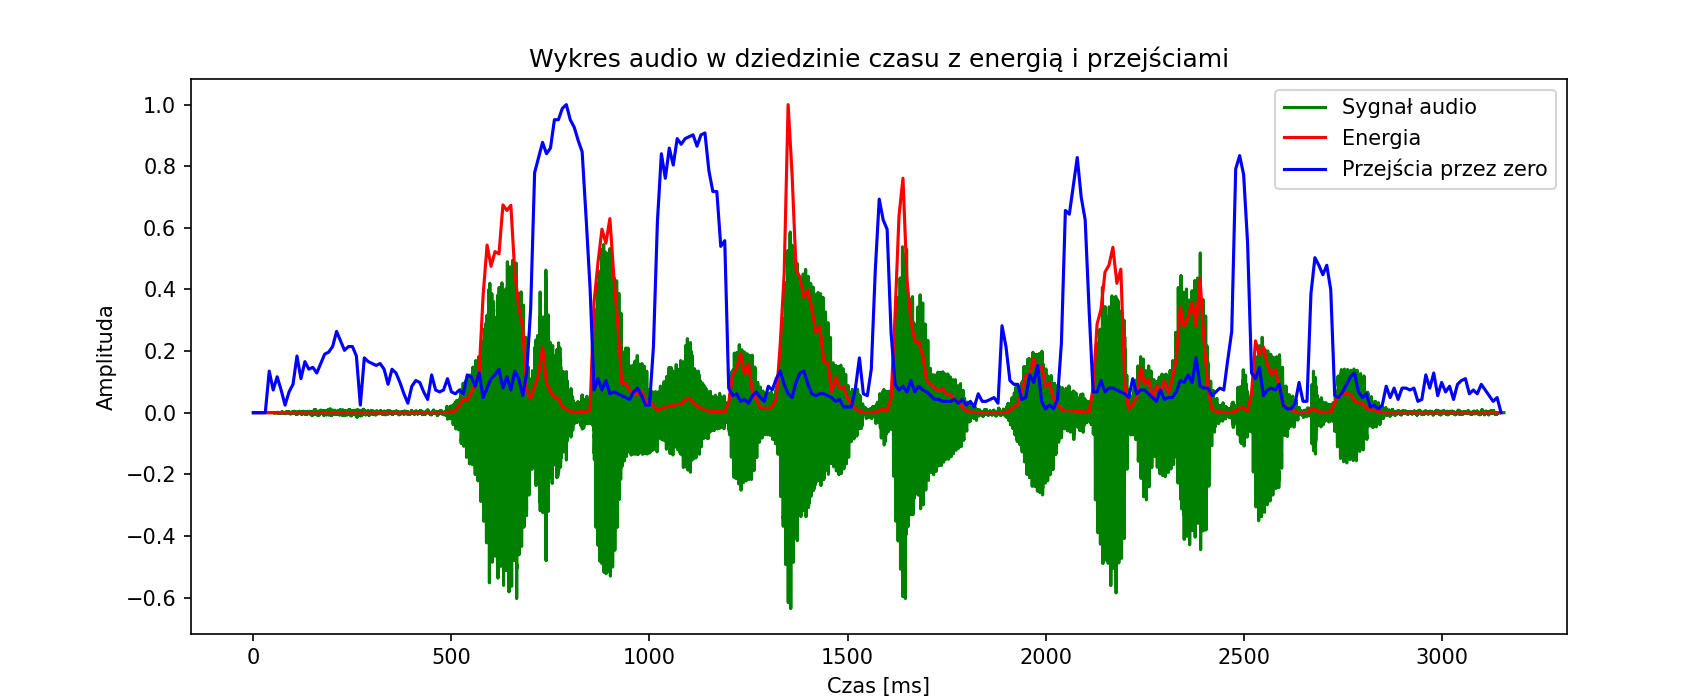 Wykres audio w dziedzinie czasu z energią i przejściami
Sygnał audio
Energia
Przejścia przez zero
Amplituda
1.0
0.8
0.6
0.4
0.2
0.0
−0.2
−0.4
−0.6
0 500 1000 1500 2000 2500 3000
Czas [ms]